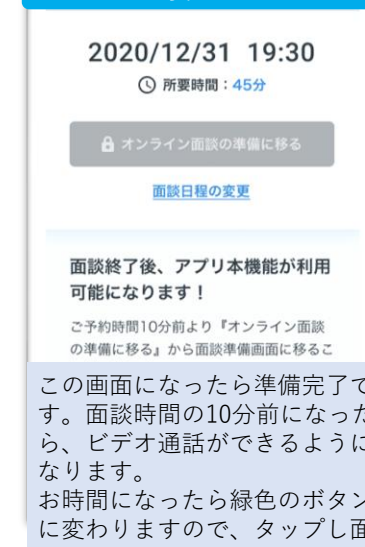 2020/12/31 19:30
所要時間：45分
オンライン面談の準備に移る
面談日程の変更
面談終了後、アプリ本機能が利用
可能になります！
ご予約時間10分前より『オンライン面談
の準備に移る』から面談準備画面に移るこ
この画面になったら準備完了で
す。面談時間の10分前になった
ら、ビデオ通話ができるように
なります。
お時間になったら緑色のボタン
に変わりますので、タップし面